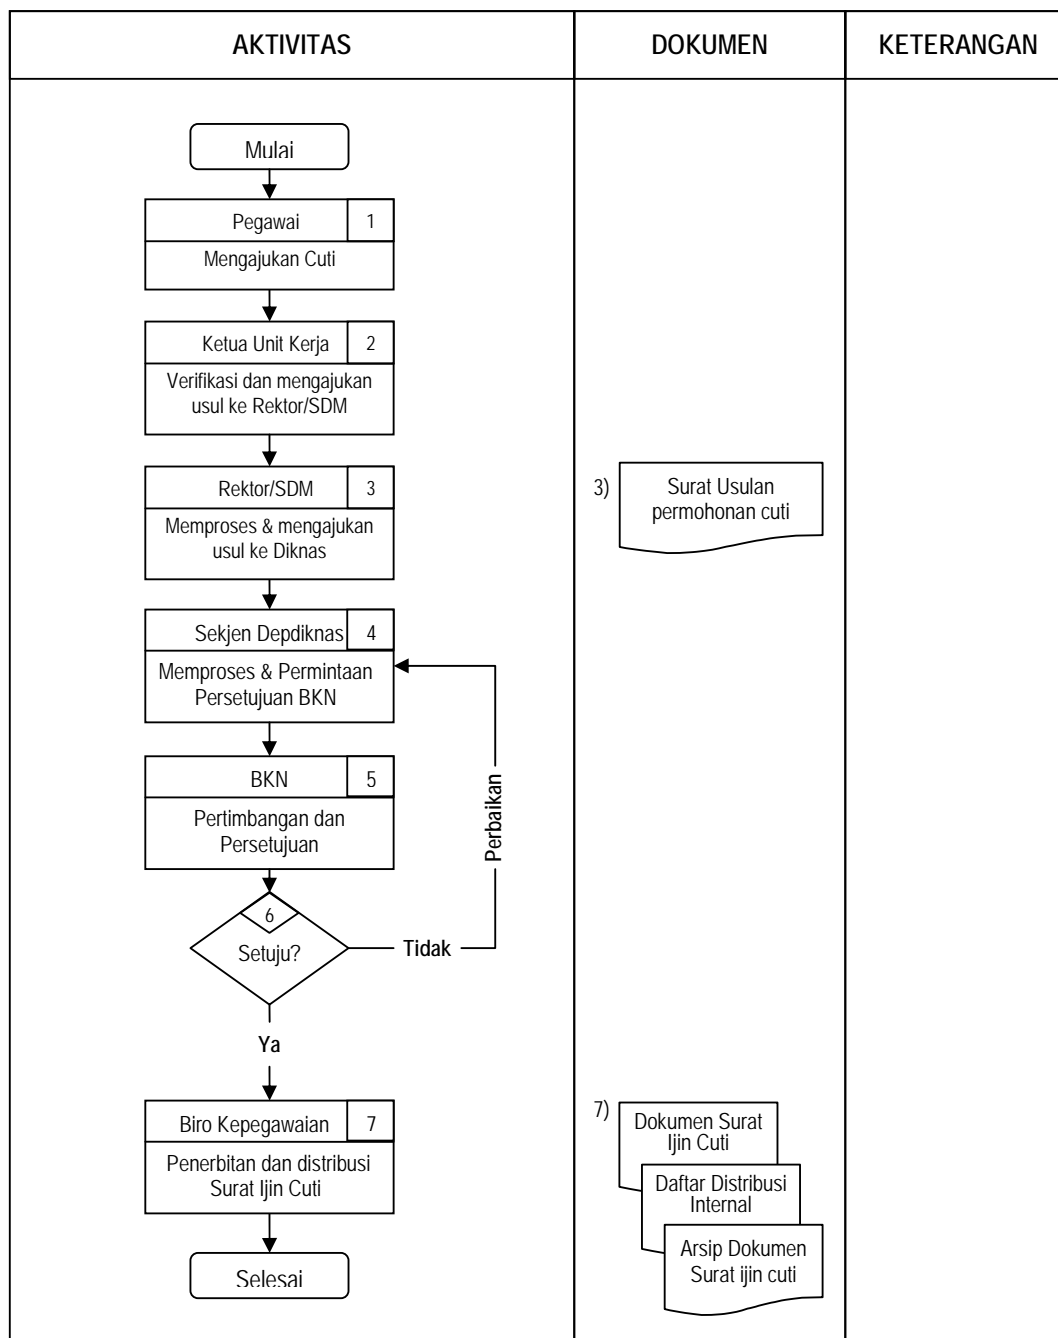 AKTIVITAS
DOKUMEN
KETERANGAN
Mulai
Pegawai
1
Mengajukan Cuti
Ketua Unit Kerja
2
Verifikasi dan mengajukan
usul ke Rektor/SDM
Rektor/SDM
3
Memproses & mengajukan
usul ke Diknas
3)
Surat Usulan
permohonan cuti
Sekjen Depdiknas
4
Memproses & Permintaan
Persetujuan BKN
BKN
5
Pertimbangan dan
Persetujuan
Perbaikan
6
Setuju?
Tidak
Ya
Biro Kepegawaian
7
Penerbitan dan distribusi
Surat Ijin Cuti
7)
Dokumen Surat
Ijin Cuti
Daftar Distribusi
Internal
Arsip Dokumen
Surat ijin cuti
Selesai